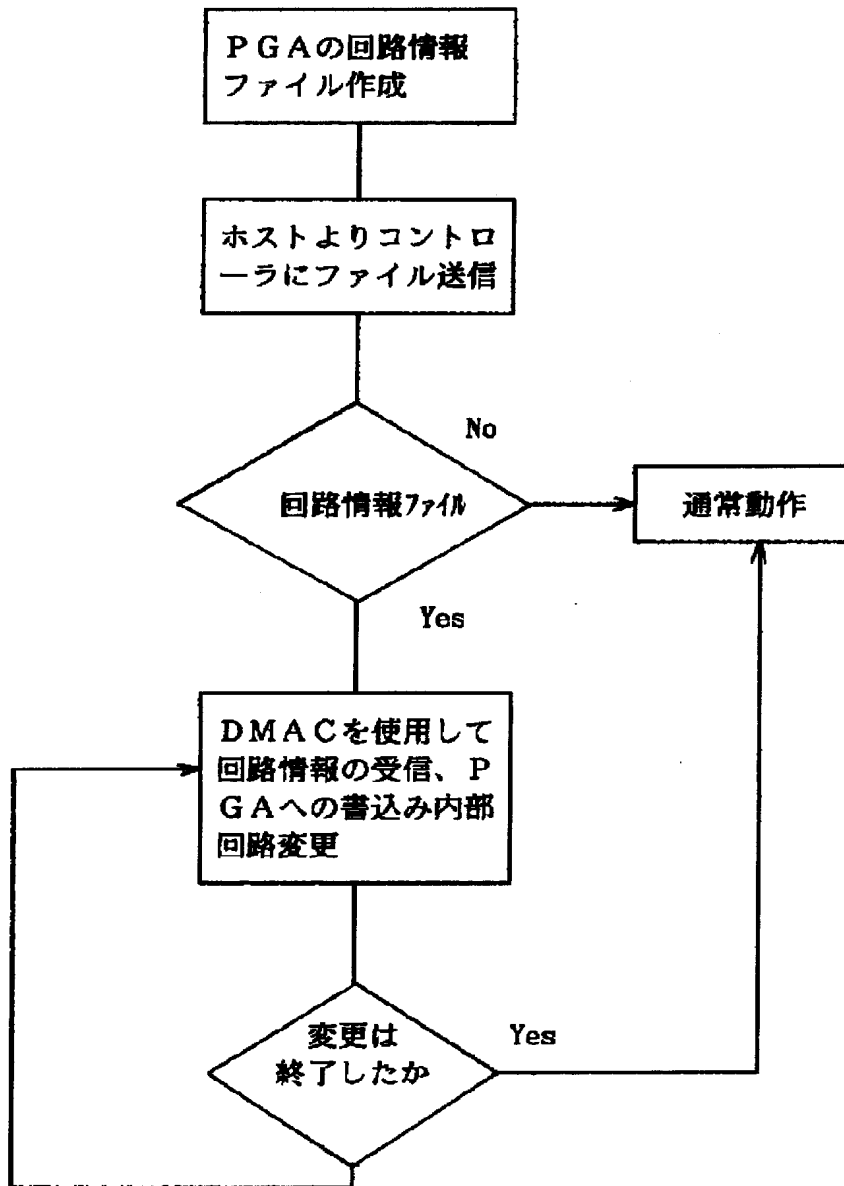 PGAの回路情報
ファイル作成
ホストよりコントロ
ーラにファイル送信
No
回路情報ファイル
通常動作
Yes
DMACを使用して
回路情報の受信、P
GAへの書込み内部
回路変更
変更は
終了したか
Yes